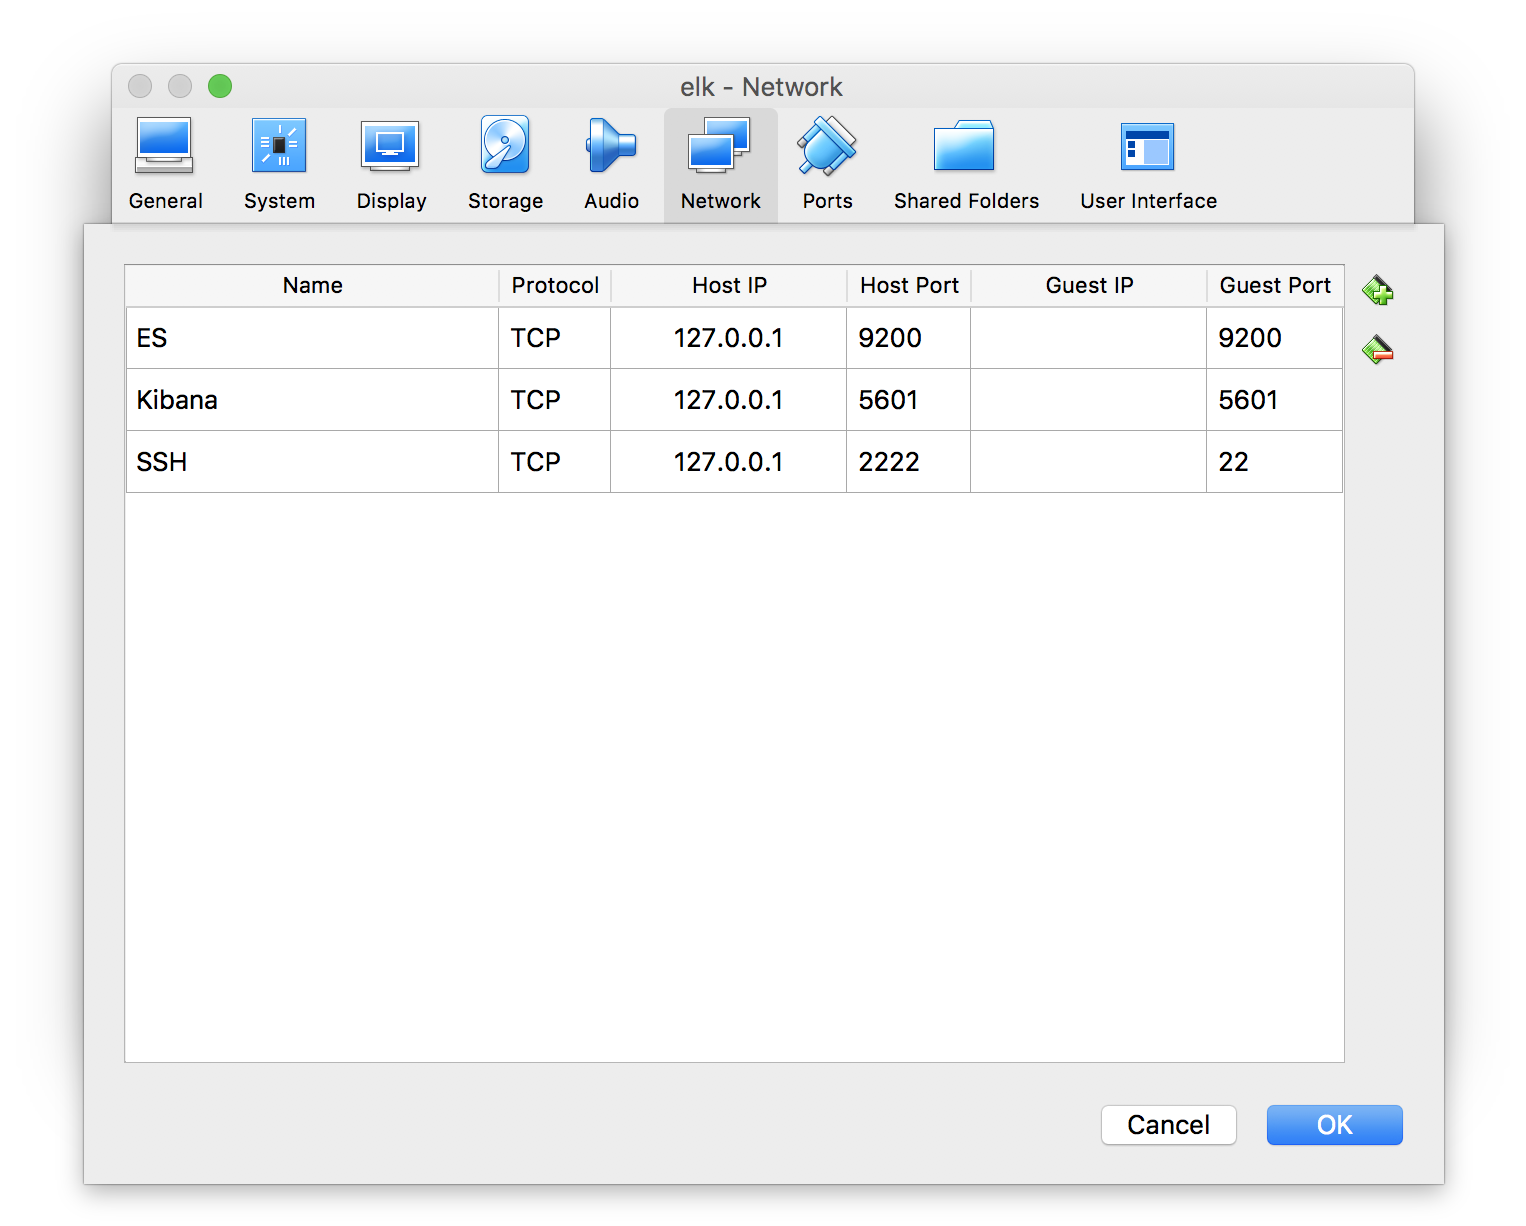 elk - Network
General System Display Storage Audio Network Ports Shared Folders User Interface
Name Protocol Host IP Host Port Guest IP Guest Port
ES TCP 127.0.0.1 9200 9200
Kibana TCP 127.0.0.1 5601 5601
SSH TCP 127.0.0.1 2222 22
Cancel OK